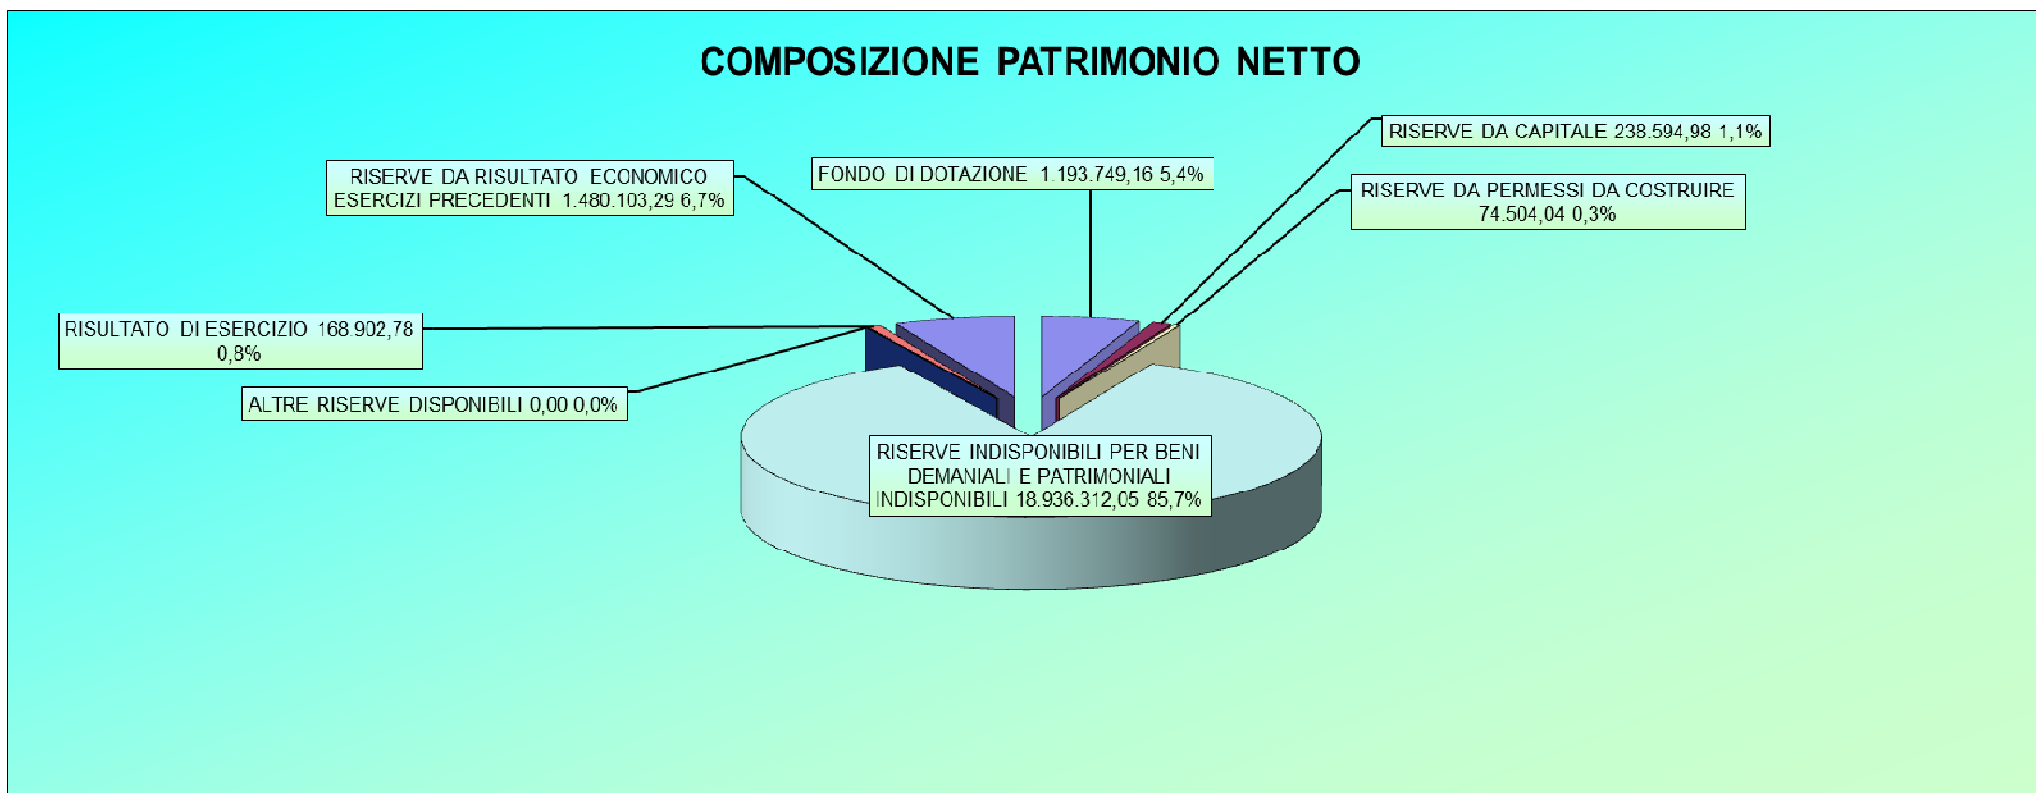 COMPOSIZIONE PATRIMONIO NETTO
RISERVE DA CAPITALE 238.594,98 1,1%
FONDO DI DOTAZIONE 1.193.749,16 5,4%
RISERVE DA RISULTATO ECONOMICO
ESERCIZI PRECEDENTI 1.480.103,29 6,7%
RISERVE DA PERMESSI DA COSTRUIRE
74.504,04 0,3%
RISULTATO DI ESERCIZIO 168.902,78
0,8%
ALTRE RISERVE DISPONIBILI 0,00 0,0%
RISERVE INDISPONIBILI PER BENI
DEMANIALI E PATRIMONIALI
INDISPONIBILI 18.936.312,05 85,7%